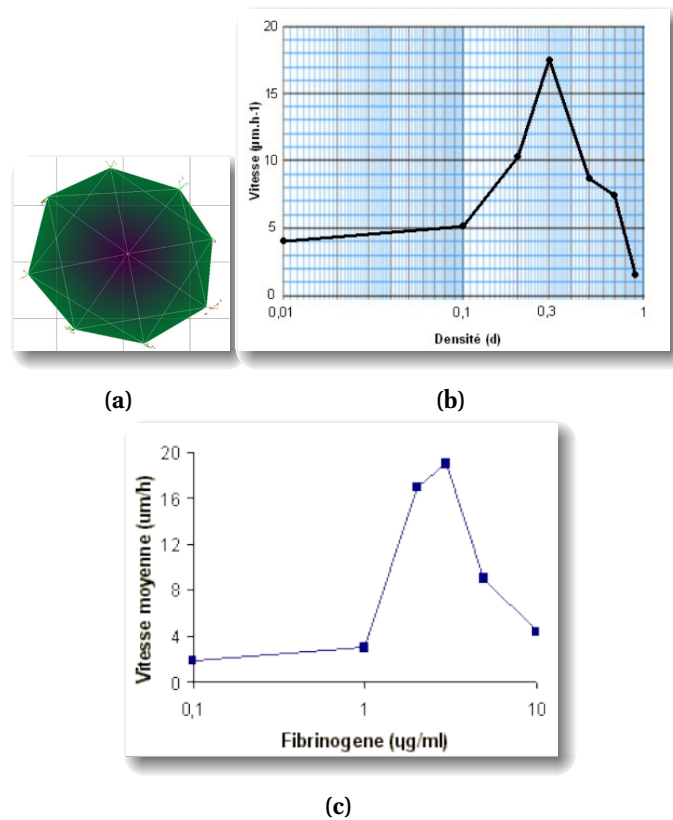 20
15
10
5
0
Vitesse (µm.h-1)
0,01
0,1
0,3
1
Densité (d)
(a)
(b)
20
16
12
8
4
0
Vitesse moyenne (um/h)
0,1
1
10
Fibrinogene (ųg/ml)
(c)